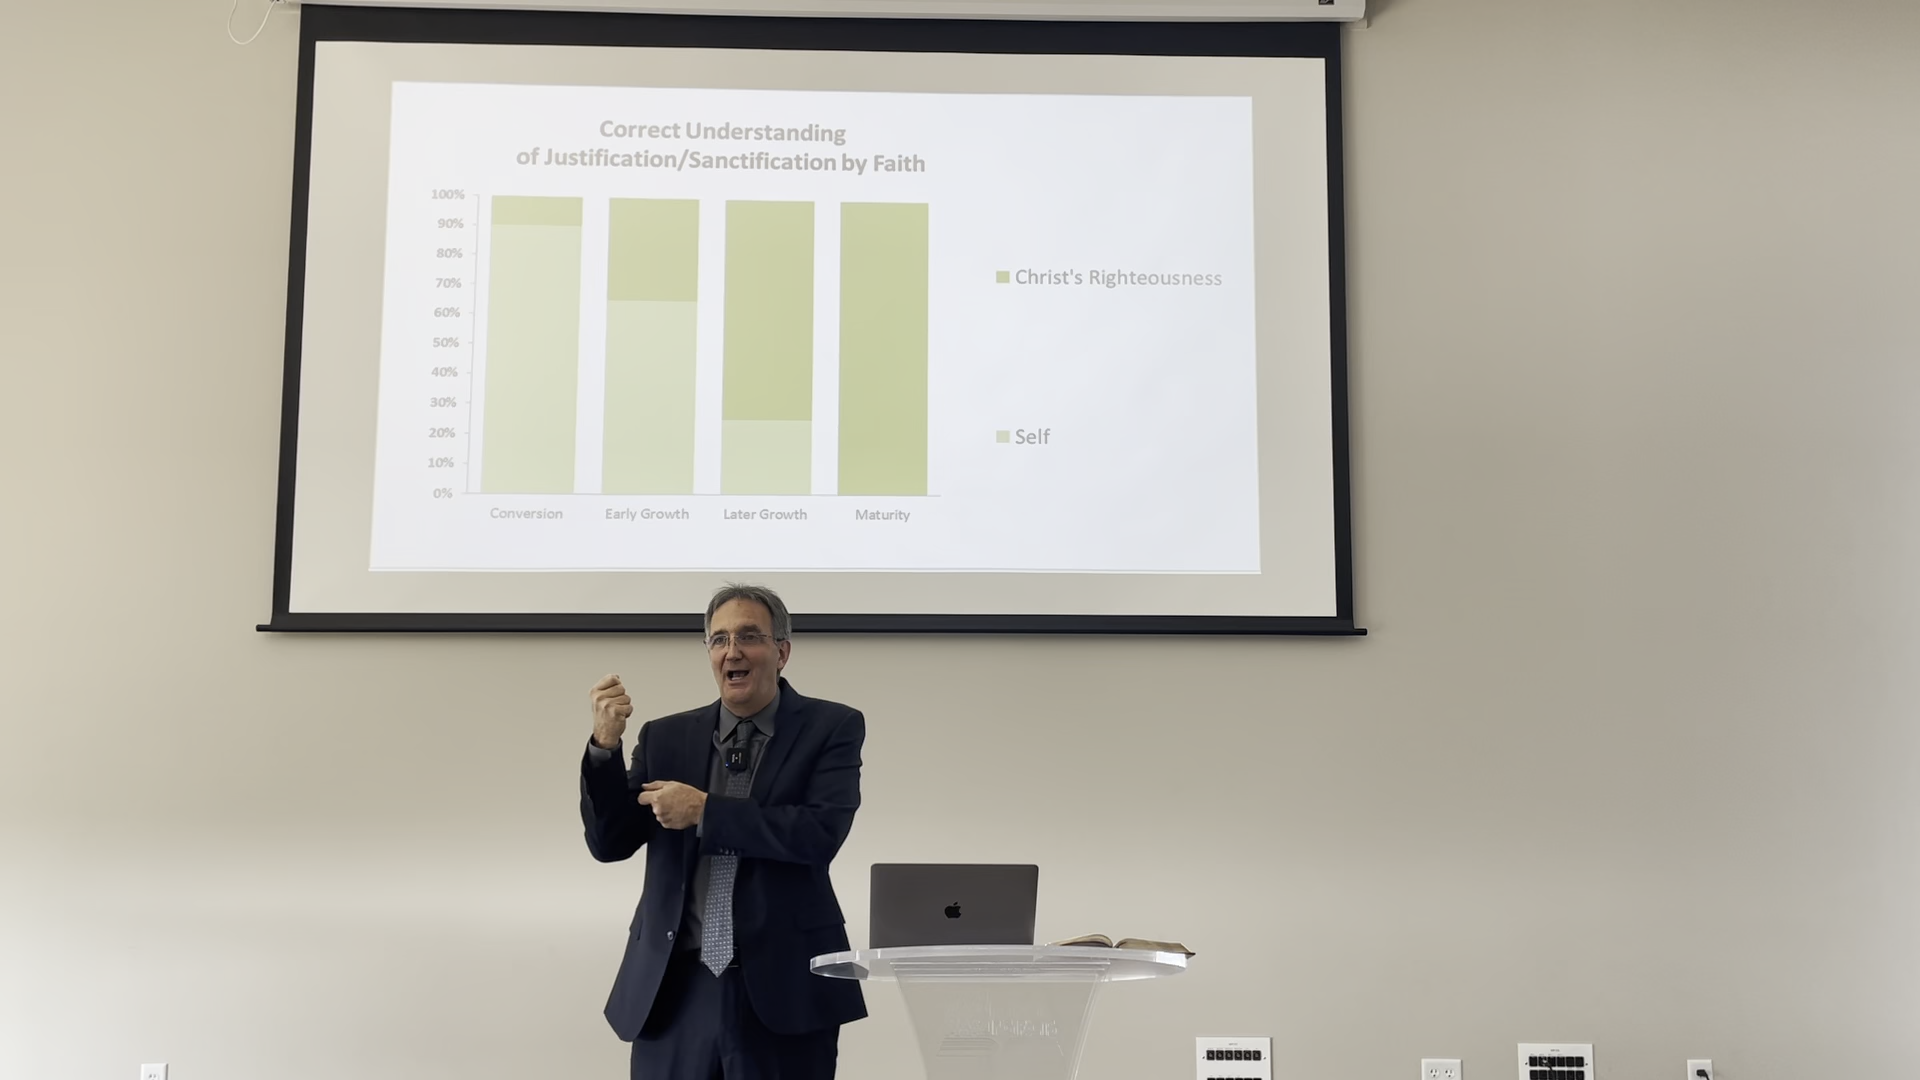 Correct Understanding
of Justification/Sanctification by Faith
100%
90%
80%
70%
60%
50%
40%
30%
20%
10%
0%
Conversion Early Growth Later Growth Maturity
Christ's Righteousness
Self